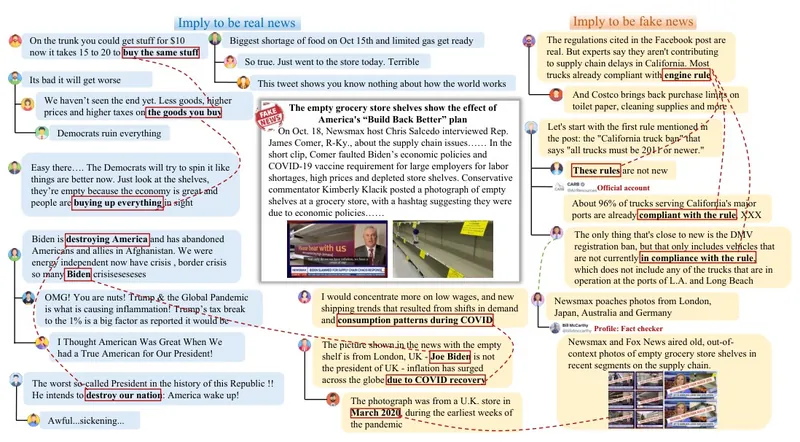 Imply to be real news
On the trunk you could get stuff for $10
now it takes 15 to 20 to buy the same stuff
Its bad it will get worse
We haven't seen the end yet. Less goods, higher
prices and higher taxes on the goods you buy
Democrats ruin everything
Easy there…. The Democrats will try to spin it like
things are better now. Just look at the shelves,
they're empty because the economy is great and
people are buying up everything in sight
Biden is destroying America and has abandoned
Americans and allies in Afghanistan. We were
energy independent now have crisis , border crisis
so many Biden crisiseseseses
OMG! You are nuts! Trump & the Global Pandemic
is what is causing inflammation! Trump's tax break
to the 1% is a big factor as reported it would be
I Thought American Was Great When We
had a True American for Our President!
The worst so-called President in the history of this Republic !!
He intends to destroy our nation: America wake up!
Awful...sickening...
Biggest shortage of food on Oct 15th and limited gas get ready
So true. Just went to the store today. Terrible
This tweet shows you know nothing about how the world works
FAKE NEWS
The empty grocery store shelves show the effect of
America's “Build Back Better” plan
On Oct. 18, Newsmax host Chris Salcedo interviewed Rep.
James Comer, R-Ky., about the supply chain issues…… In the
short clip, Comer faulted Biden's economic policies and
COVID-19 vaccine requirement for large employers for labor
shortages, high prices and depleted store shelves. Conservative
commentator Kimberly Klacik posted a photograph of empty
shelves at a grocery store, with a hashtag suggesting they were
due to economic policies……
bear with us
I would concentrate more on low wages, and new
shipping trends that resulted from shifts in demand
and consumption patterns during COVID
The picture shown in the news with the empty
shelf is from London, UK - Joe Biden is not
the president of UK - inflation has surged
across the globe due to COVID recovery
The photograph was from a U.K. store in
March 2020, during the earliest weeks of
the pandemic
Imply to be fake news
The regulations cited in the Facebook post are
real. But experts say they aren't contributing
to supply chain delays in California. Most
trucks already compliant with engine rule
And Costco brings back purchase limits on
toilet paper, cleaning supplies and more
Let's start with the first rule mentioned in
the post: the "California truck ban" that
says "all trucks must be 2011 or newer."
These rules are not new
CARB
Official account
About 96% of trucks serving California's major
ports are already compliant with the rule. XXX
The only thing that's close to new is the DMV
registration ban, but that only includes vehicles that
are not currently in compliance with the rule,
which does not include any of the trucks that are in
operation at the ports of L.A. and Long Beach
Newsmax poaches photos from London,
Japan, Australia and Germany
Bill McCarthy
Profile: Fact checker
Newsmax and Fox News aired old, out-of-
context photos of empty grocery store shelves in
recent segments on the supply chain.